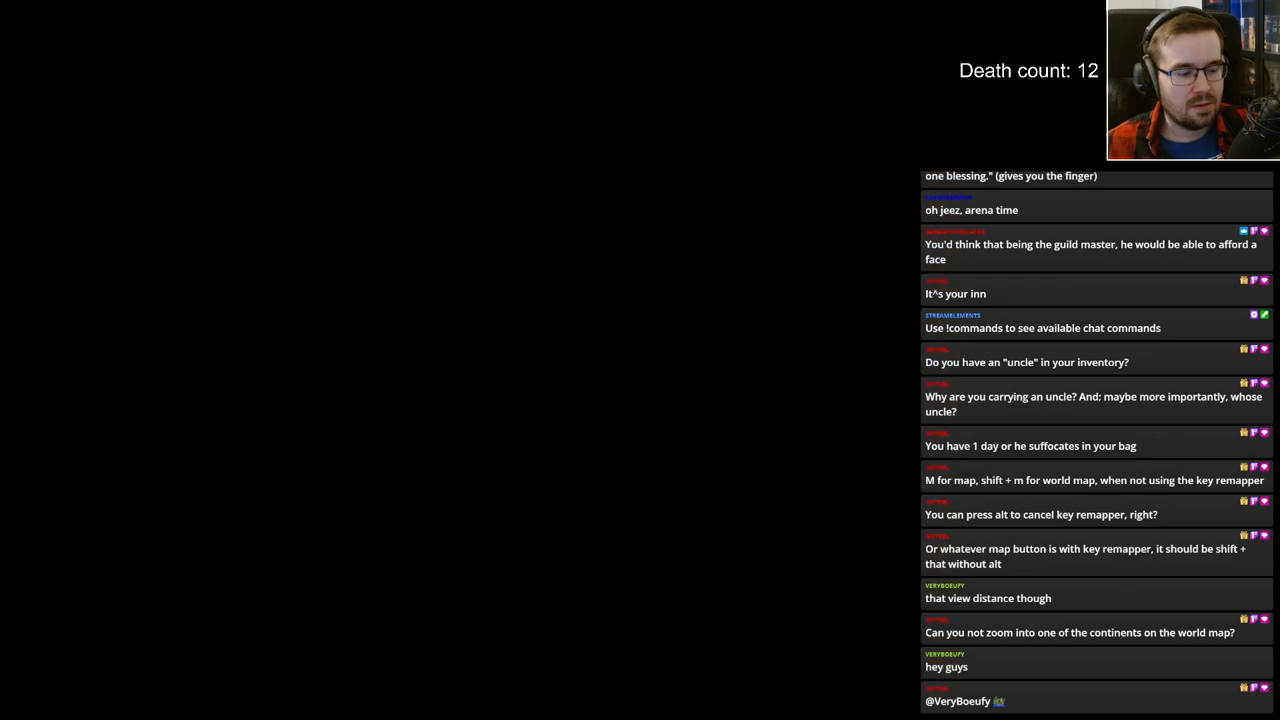 Death count: 12
one blessing." (gives you the finger)
oh jeez, arena time
You'd think that being the guild master, he would be able to afford a
face
It^s your inn
STREAMELEMENTS
Use !commands to see available chat commands
Do you have an "uncle" in your inventory?
Why are you carrying an uncle? And; maybe more importantly, whose
uncle?
You have 1 day or he suffocates in your bag
M for map, shift + m for world map, when not using the key remapper
You can press alt to cancel key remapper, right?
Or whatever map button is with key remapper, it should be shift +
that without alt
VERYBOEUFY
that view distance though
Can you not zoom into one of the continents on the world map?
VERYBOEUFY
hey guys
@VeryBoeufy